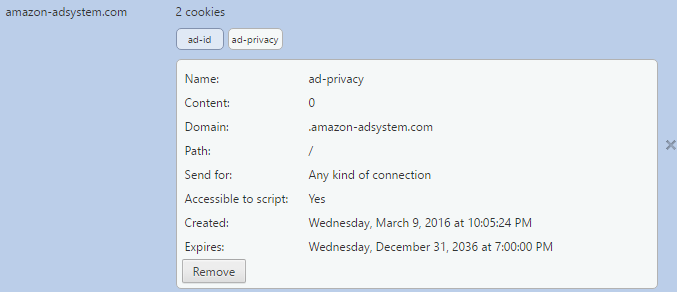 amazon-adsystem.com 2 cookies
ad-id ad-privacy
Name: ad-privacy
Content: 0
Domain: .amazon-adsystem.com
Path: /
Send for: Any kind of connection
Accessible to script: Yes
Created: Wednesday, March 9, 2016 at 10:05:24 PM
Expires: Wednesday, December 31, 2036 at 7:00:00 PM
Remove